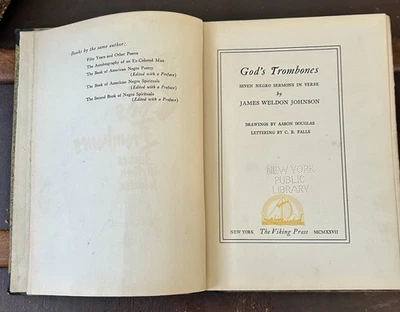 Books by the same author:
Fifty Years and Other Poems
The Autobiography of an Ex-Colored Man
The Book of American Negro Poetry
(Edited with a Preface)
The Book of American Negro Spirituals
(Edited with a Preface)
The Second Book of Negro Spirituals
(Edited with a Preface)
God's Trombones
SEVEN NEGRO SERMONS IN VERSE
by
JAMES WELDON JOHNSON
DRAWINGS BY AARON DOUGLAS
LETTERING BY C. B. FALLS
NEW YORK
PUBLIC
LIBRARY
NEW YORK The Viking Press MCMXXVII